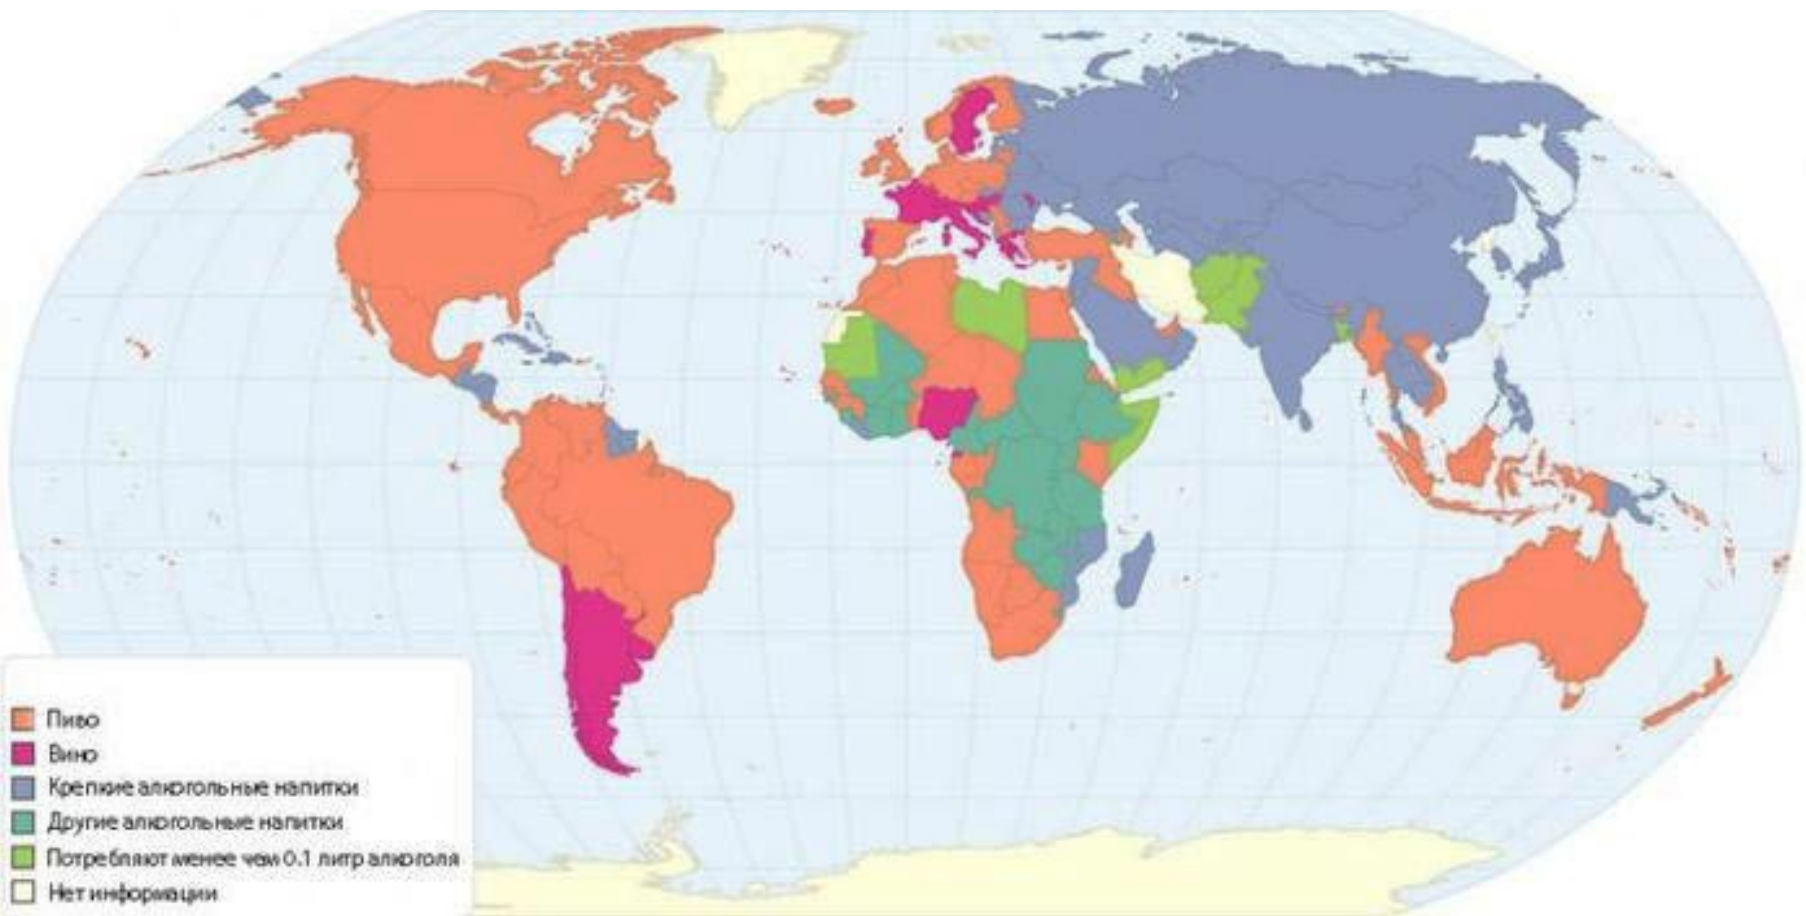 Пиво
Вино
Крепкие алкогольные напитки
Другие алкогольные напитки
Потребляют менее чем 0.1 литр алкоголя
Нет информации